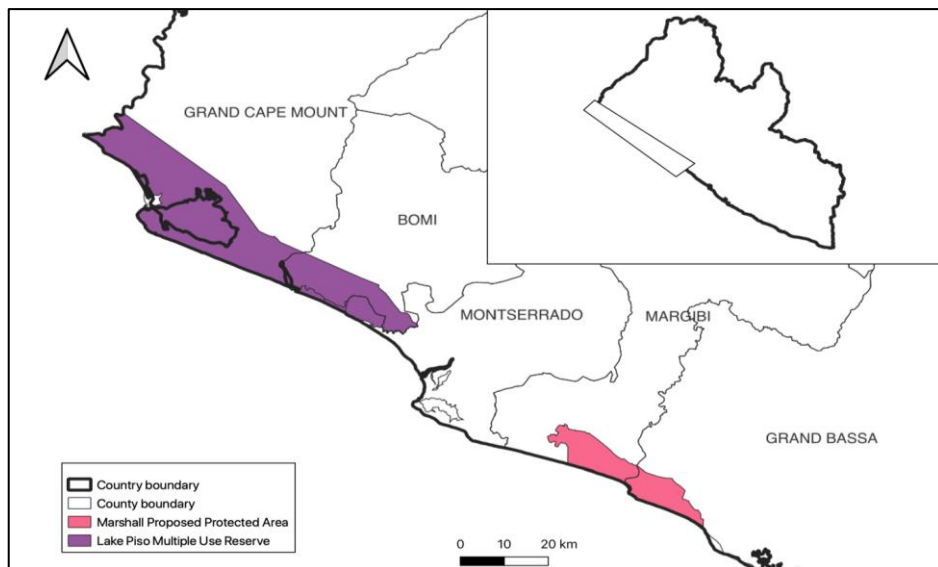 GRAND CAPE MOUNT
BOMI
MONTSERRADO
MARGIBI
GRAND BASSA
Country boundary
County boundary
Marshall Proposed Protected Area
Lake Piso Multiple Use Reserve
0 10 20 km